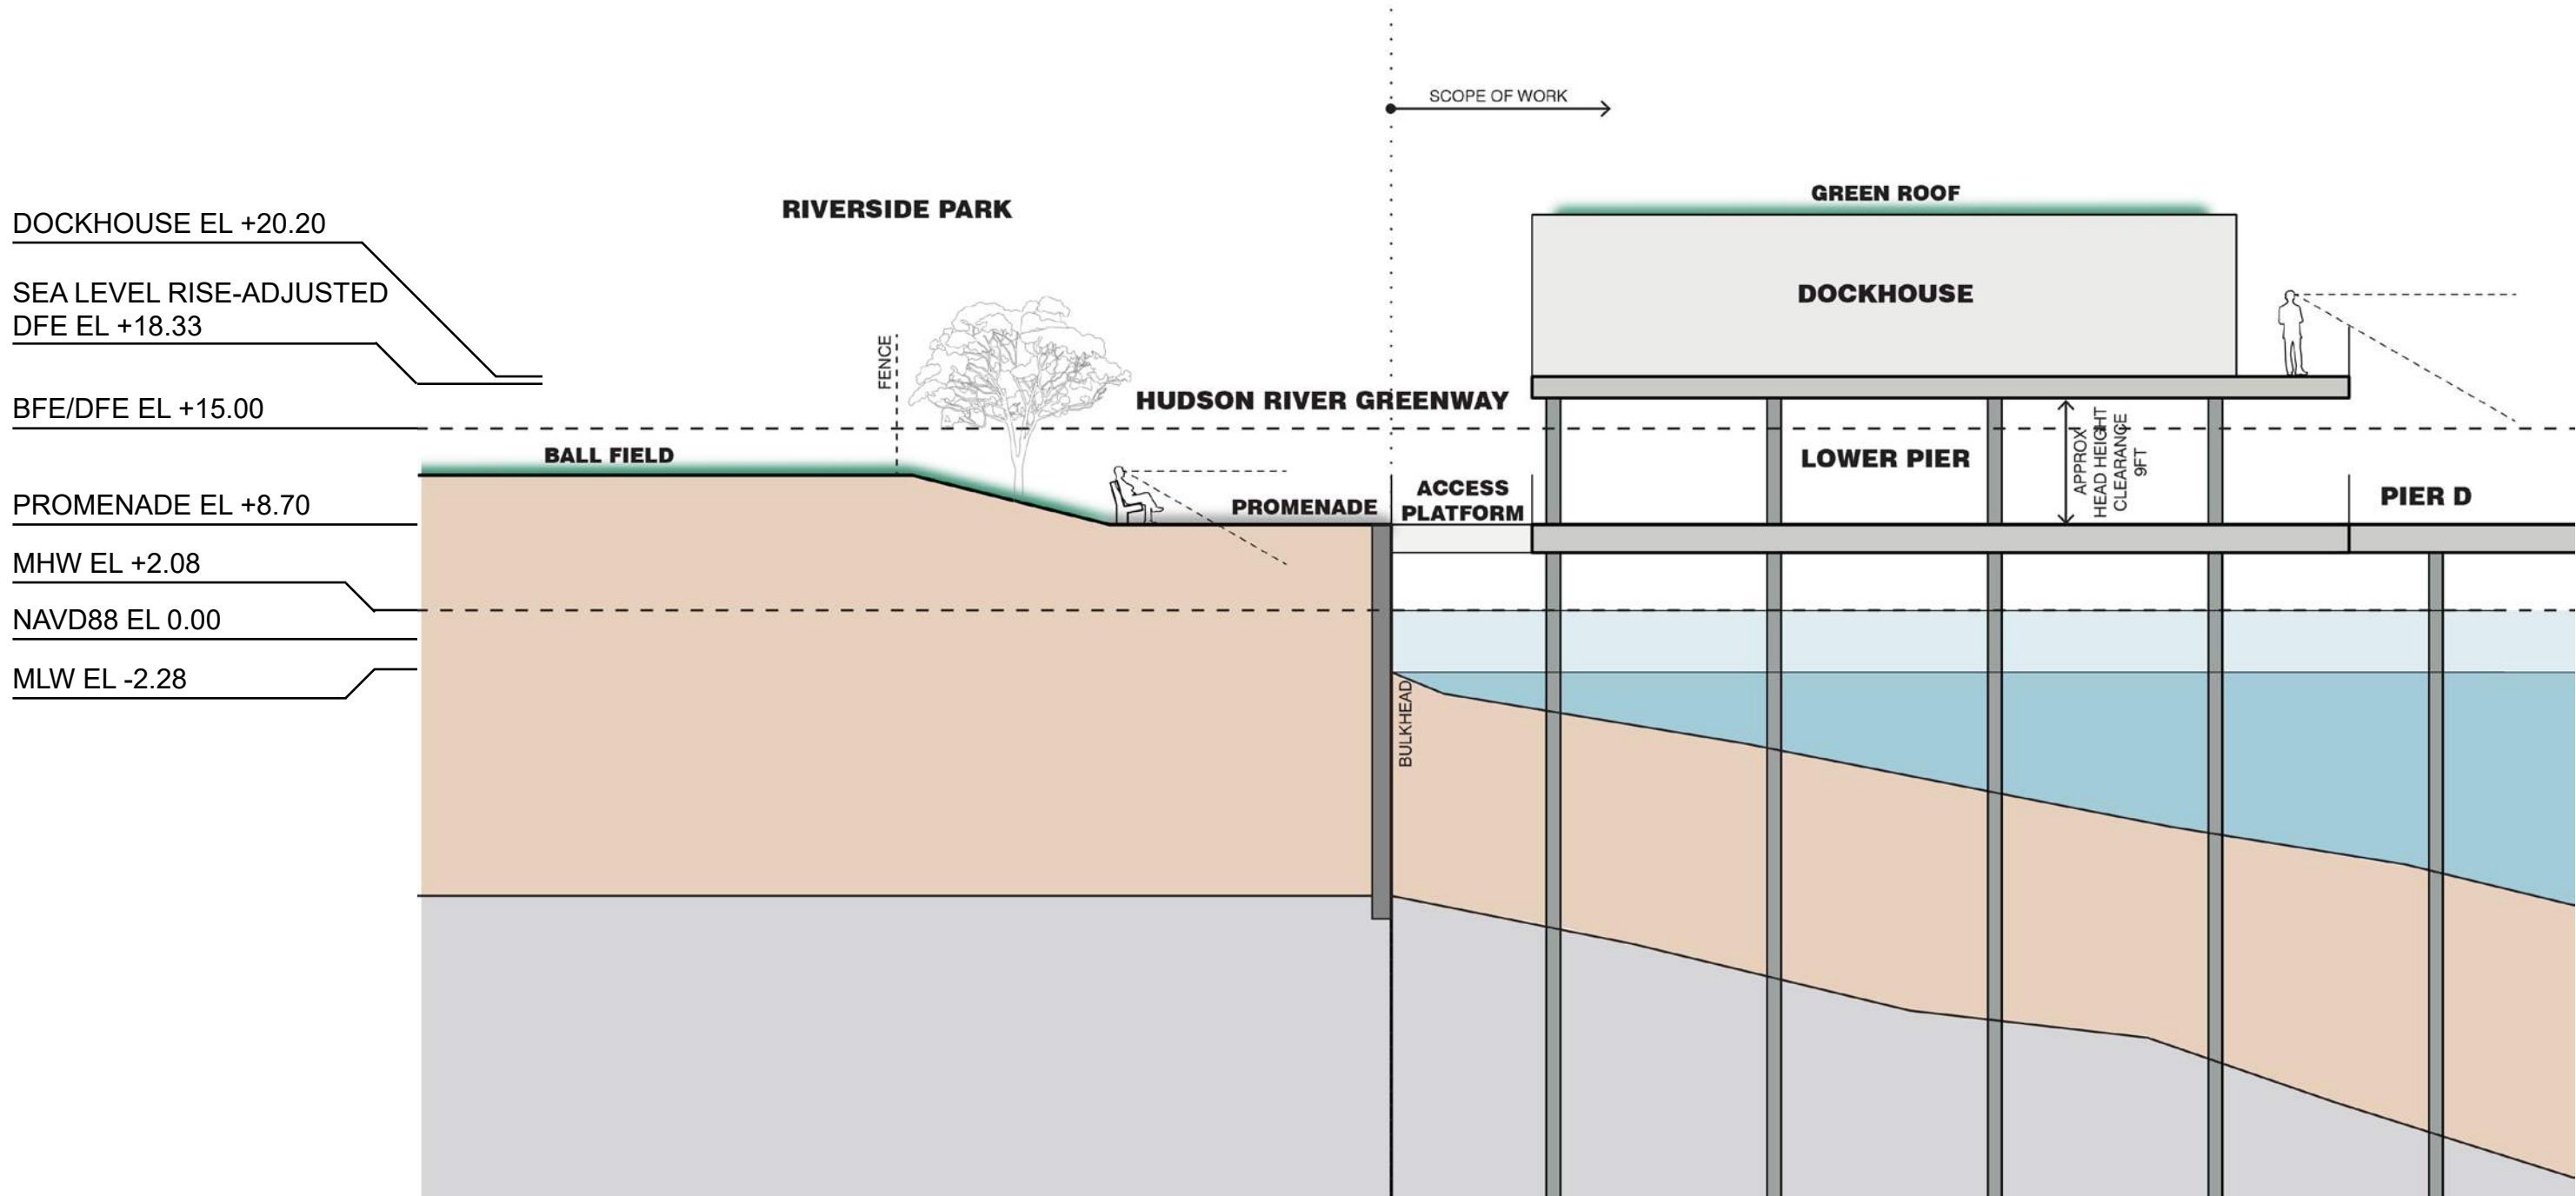 SCOPE OF WORK
GREEN ROOF
RIVERSIDE PARK
DOCKHOUSE EL +20.20
SEA LEVEL RISE-ADJUSTED
DFE EL +18.33
DOCKHOUSE
FENCE
HUDSON RIVER GREENWAY
BFE/DFE EL +15.00
BALL FIELD
LOWER PIER
APPROX
HEAD HEIGHT
CLEARANCE
9FT
PROMENADE EL +8.70
PROMENADE
ACCESS
PLATFORM
PIER D
MHW EL +2.08
NAVD88 EL 0.00
MLW EL -2.28
BULKHEAD